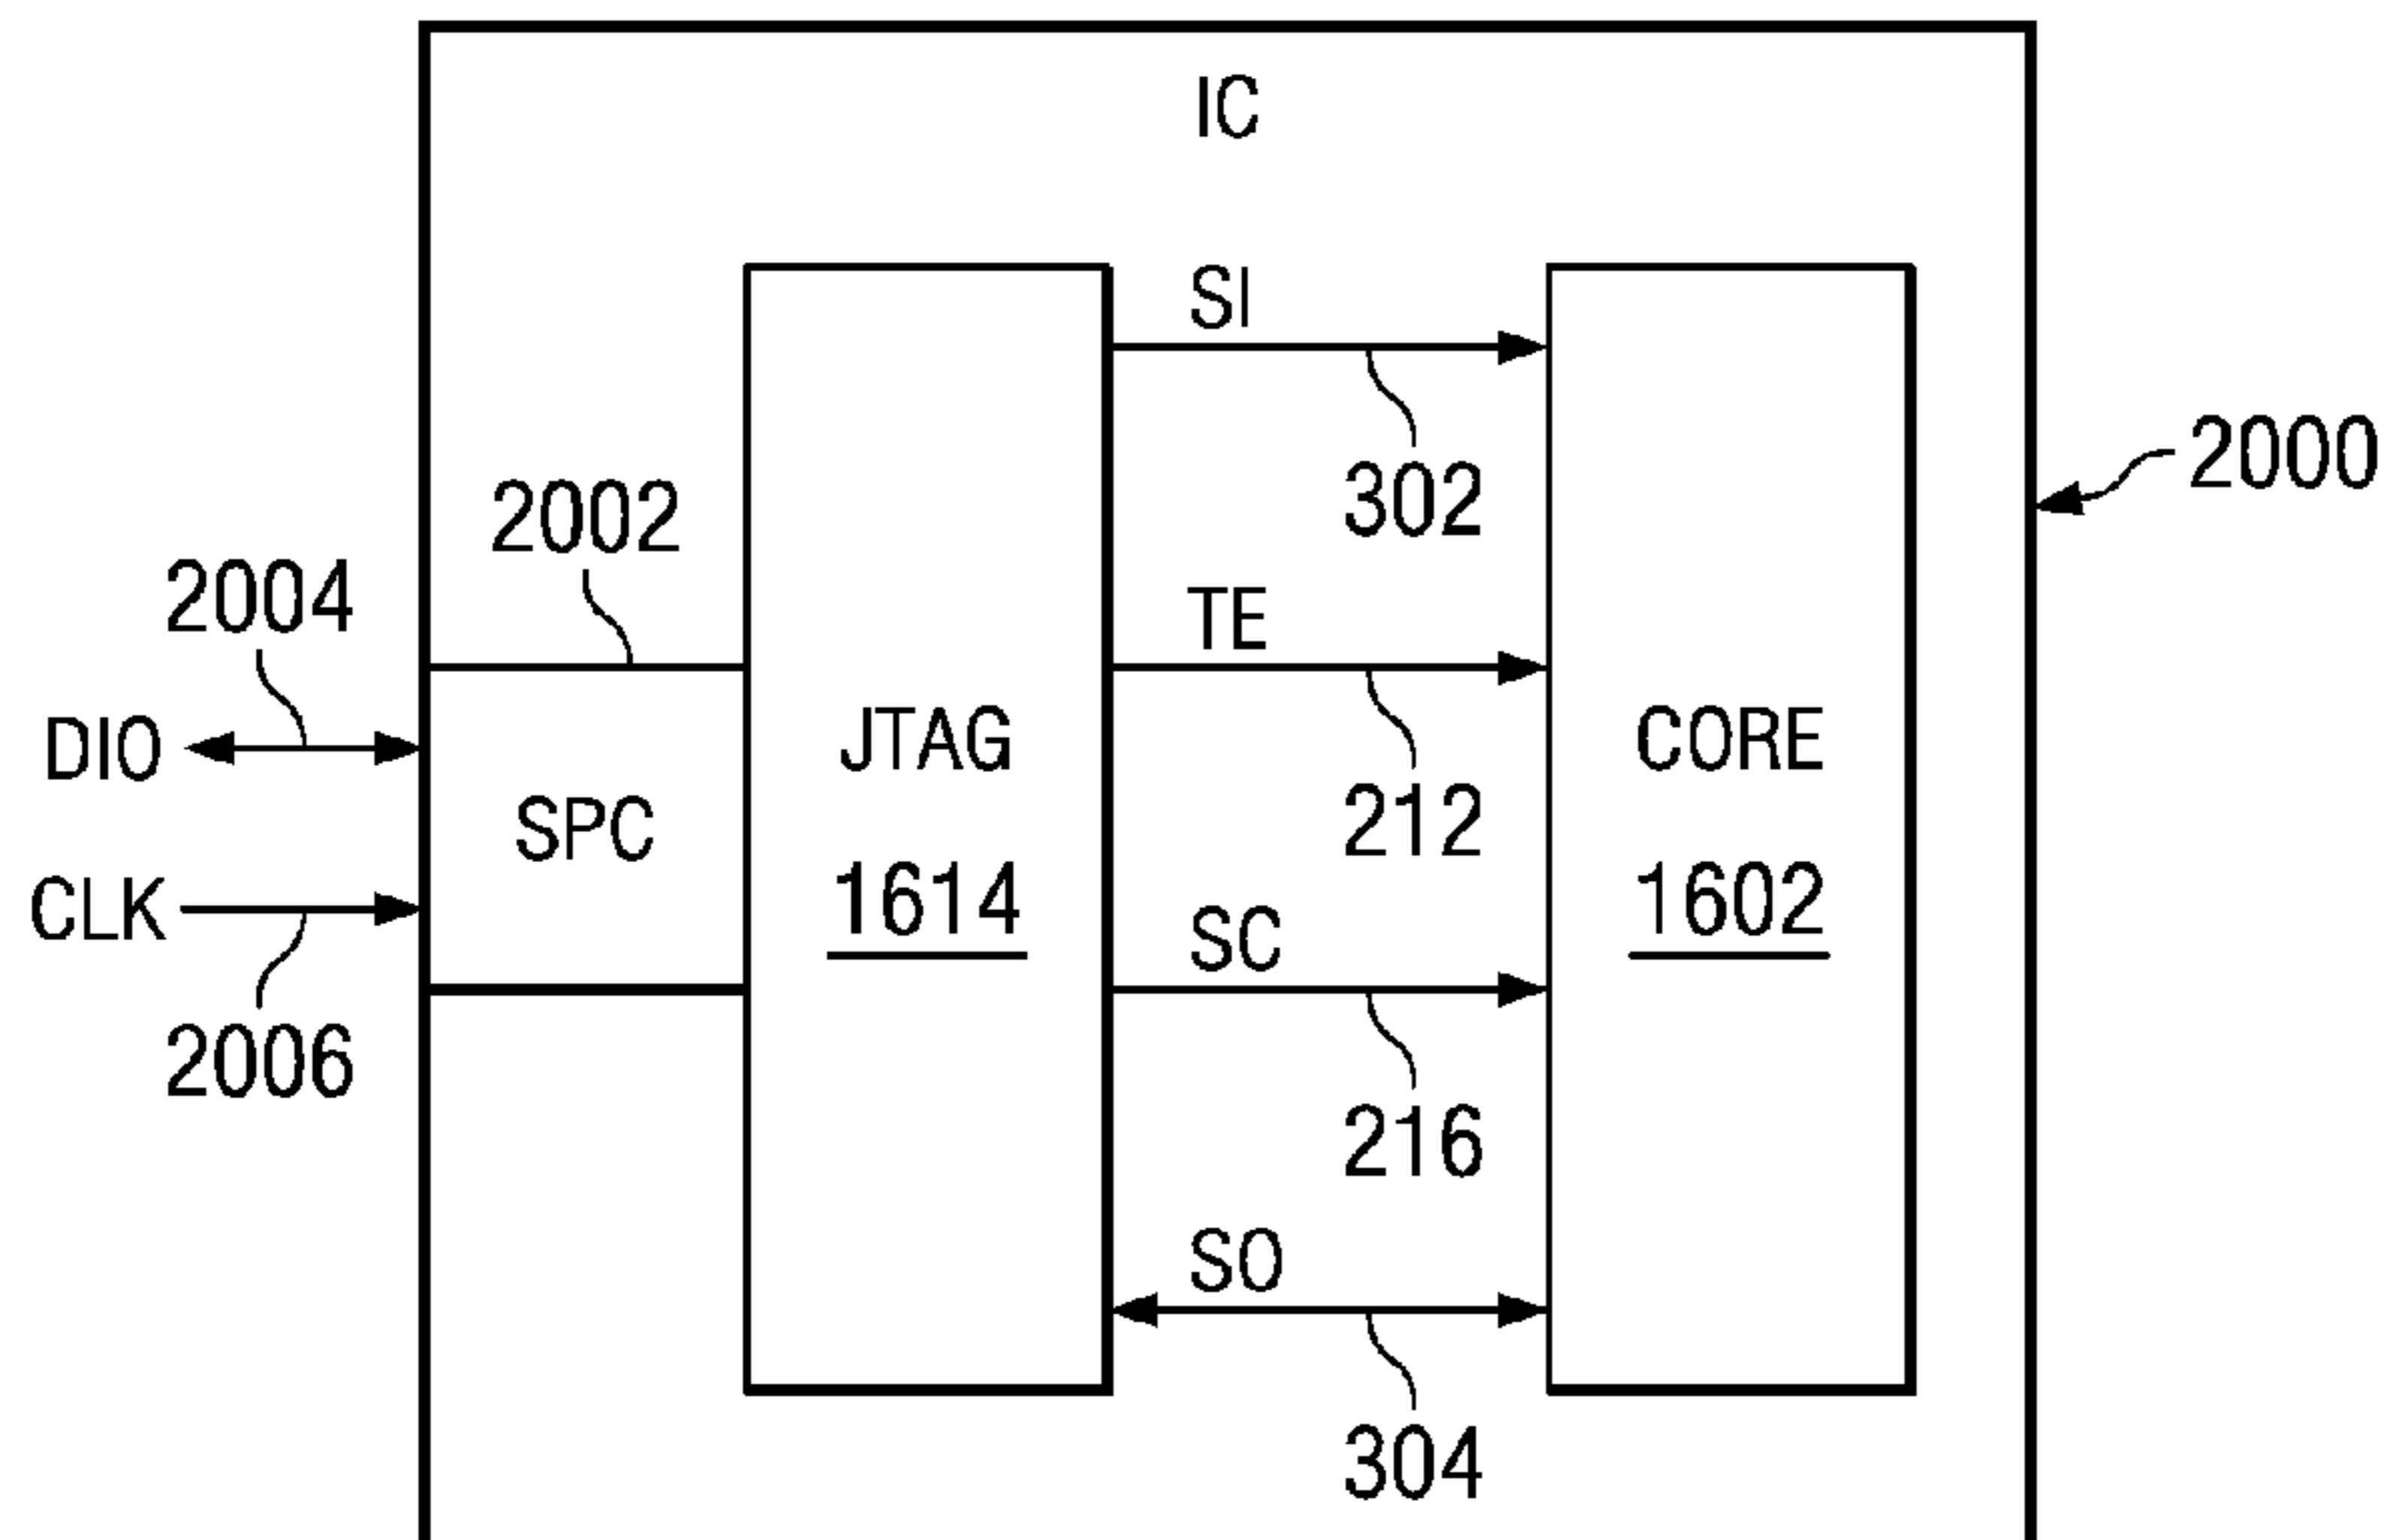 IC
SI
302
2000
2002
2004
TE
DIO
JTAG
CORE
SPC
212
CLK
1614
1602
SC
2006
216
SO
304